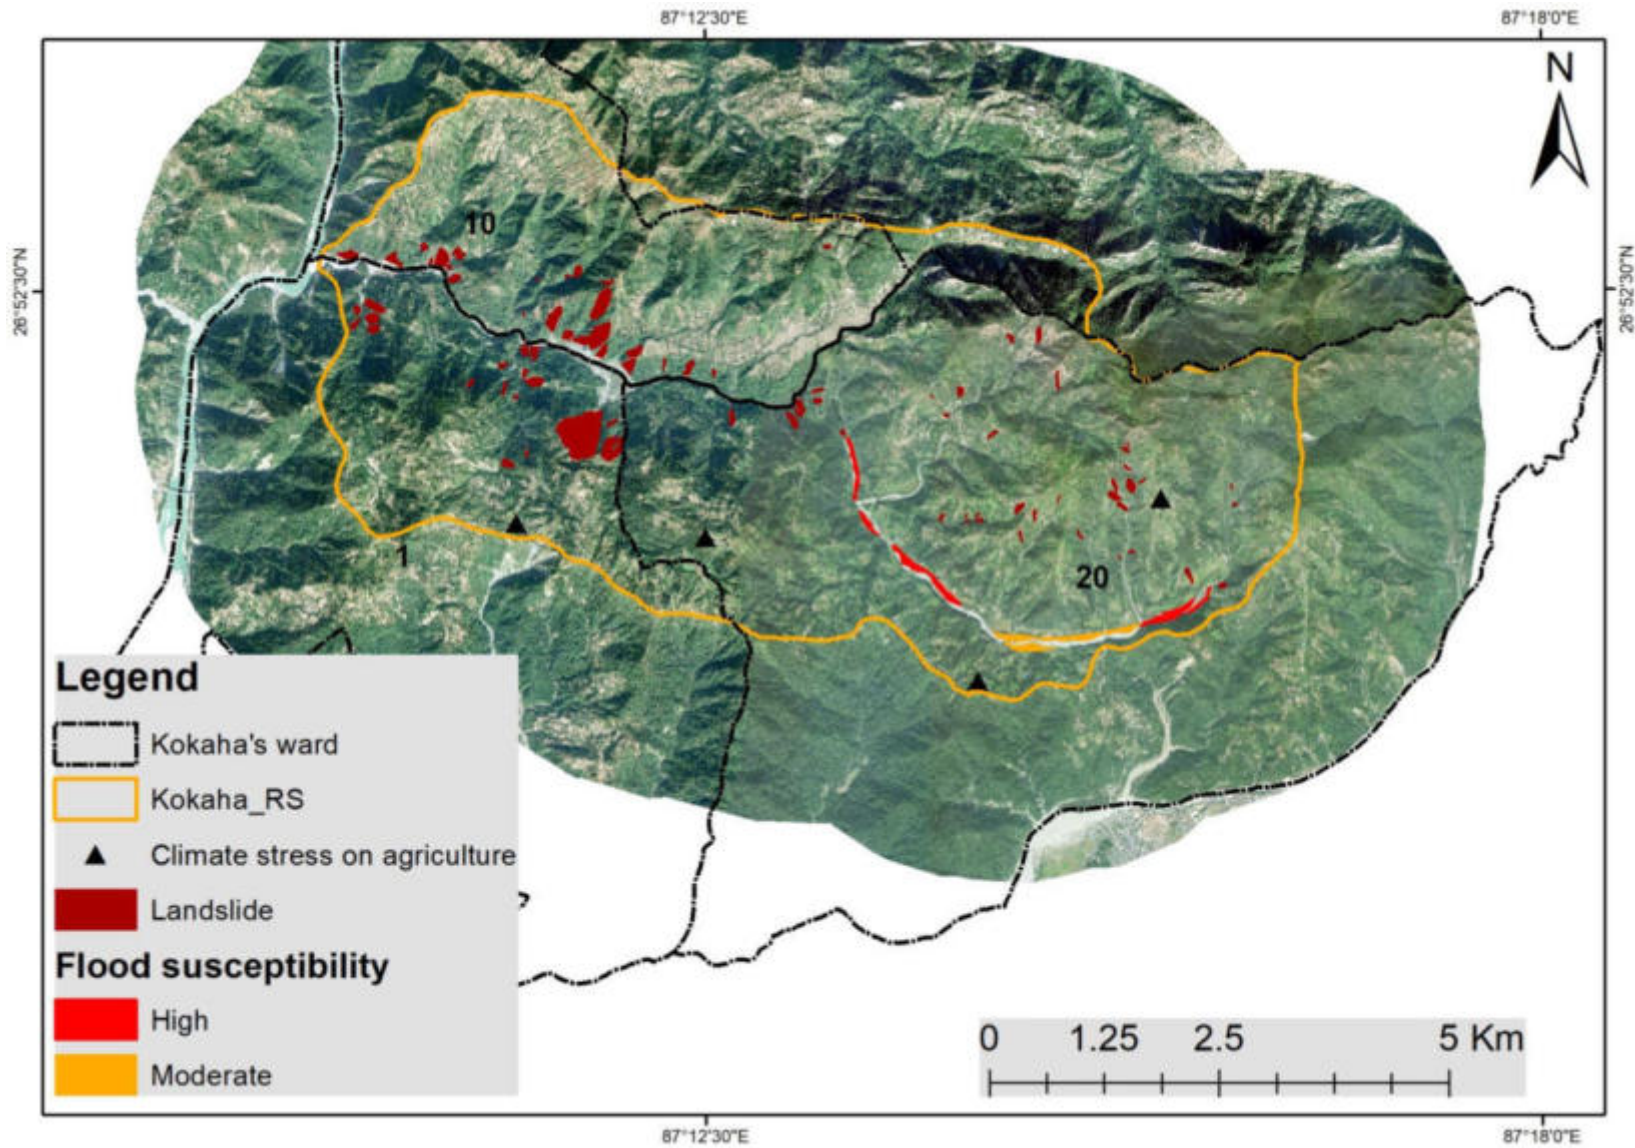 87°12'30"E
87°18'0"E
N
10
26°52'30"N
26°52'30"N
1
20
Legend
Kokaha's ward
Kokaha_RS
Climate stress on agriculture
Landslide
Flood susceptibility
High
Moderate
0 1.25 2.5 5 Km
87°12'30"E
87°18'0"E